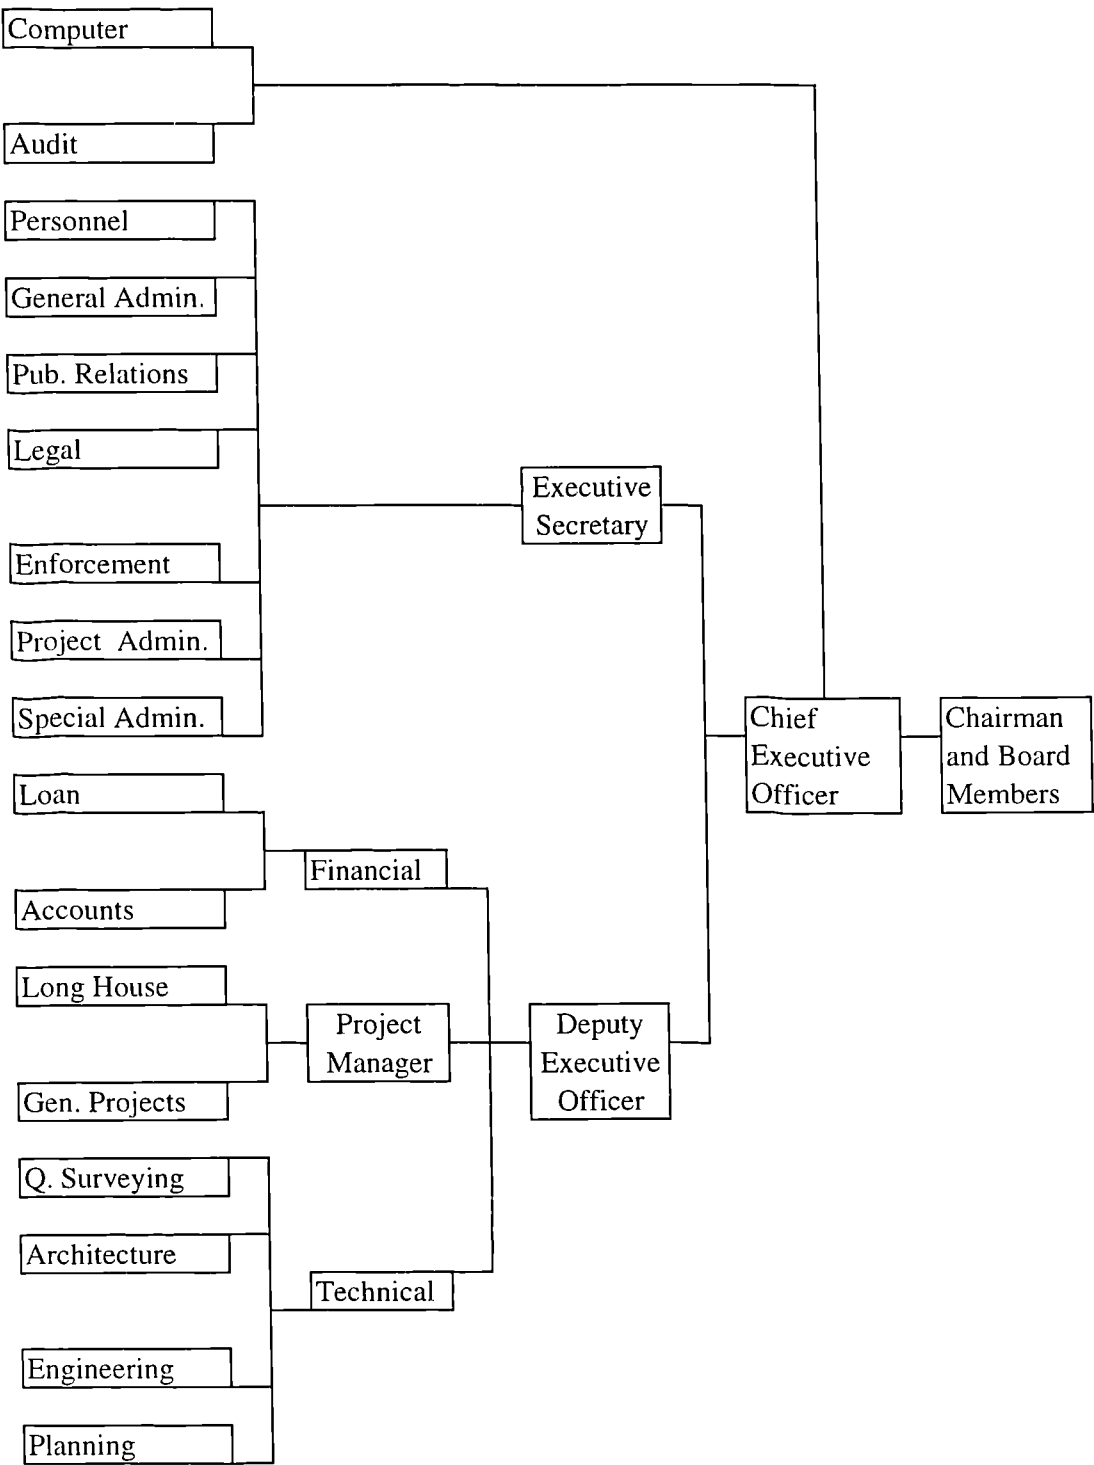 Computer
Audit
Personnel
General Admin.
Pub. Relations
Legal
Enforcement
Project Admin.
Special Admin.
Loan
Accounts
Long House
Gen. Projects
Q. Surveying
Architecture
Engineering
Planning
Financial
Project
Manager
Technical
Executive
Secretary
Deputy
Executive
Officer
Chief
Executive
Officer
Chairman
and Board
Members